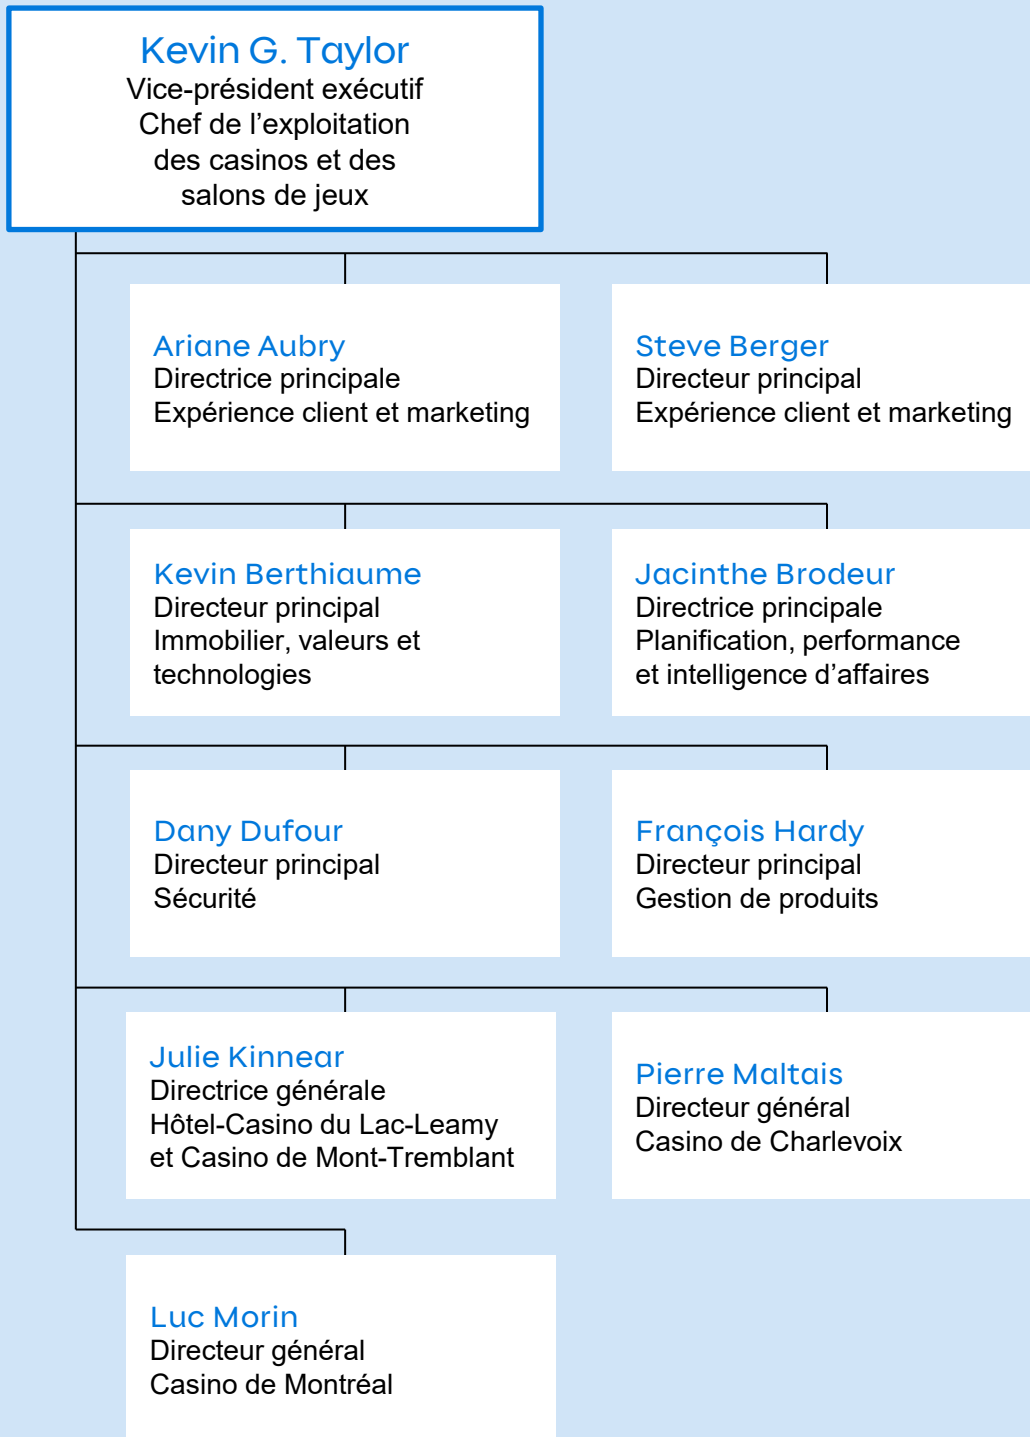 Kevin G. Taylor
Vice-président exécutif
Chef de l’exploitation
des casinos et des
salons de jeux
Ariane Aubry
Directrice principale
Expérience client et marketing
Steve Berger
Directeur principal
Expérience client et marketing
Kevin Berthiaume
Directeur principal
Immobilier, valeurs et
technologies
Jacinthe Brodeur
Directrice principale
Planification, performance
et intelligence d’affaires
Dany Dufour
Directeur principal
Sécurité
François Hardy
Directeur principal
Gestion de produits
Julie Kinnear
Directrice générale
Hôtel-Casino du Lac-Leamy
et Casino de Mont-Tremblant
Pierre Maltais
Directeur général
Casino de Charlevoix
Luc Morin
Directeur général
Casino de Montréal